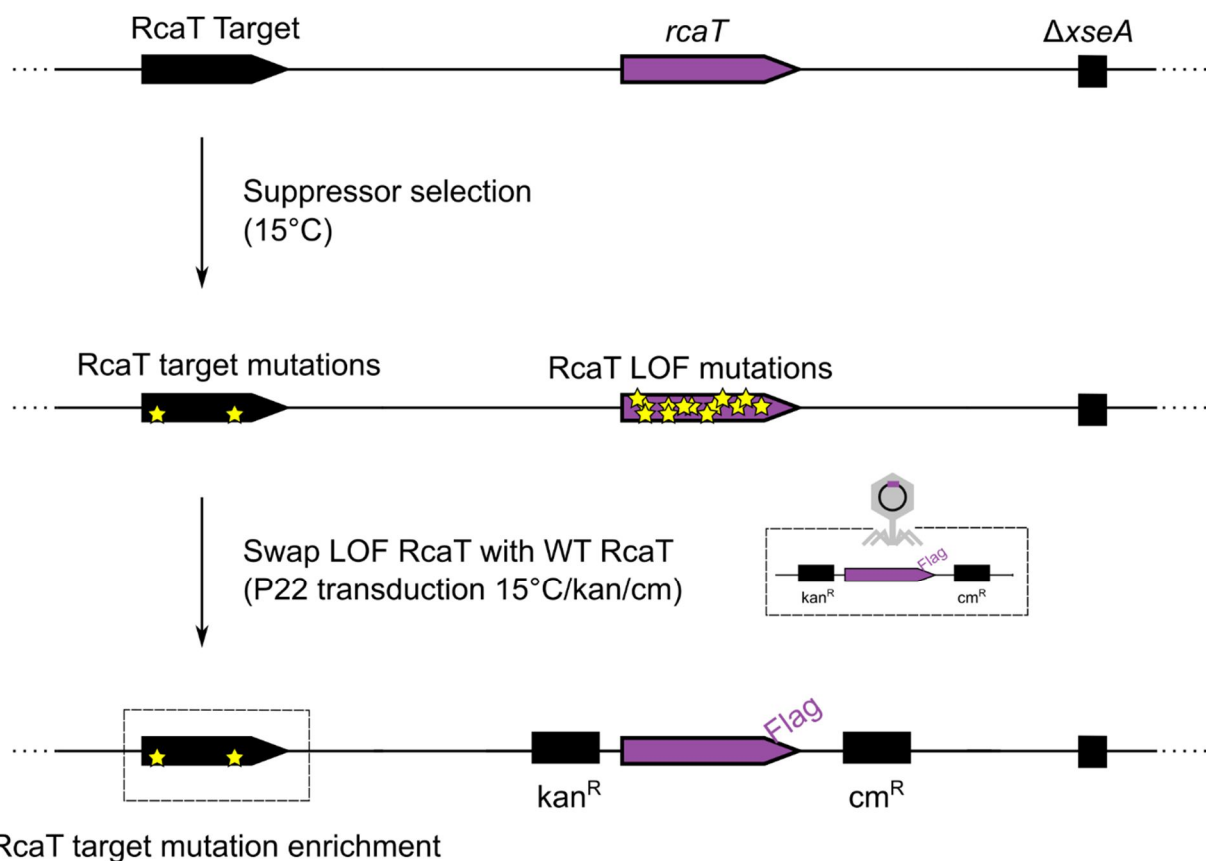 RcaT Target
rcaT
ΔxseA
Suppressor selection
(15°C)
RcaT target mutations
RcaT LOF mutations
Swap LOF RcaT with WT RcaT
(P22 transduction 15°C/kan/cm)
Flag
kanR
cmR
Flag
kanR
cmR
RcaT target mutation enrichment